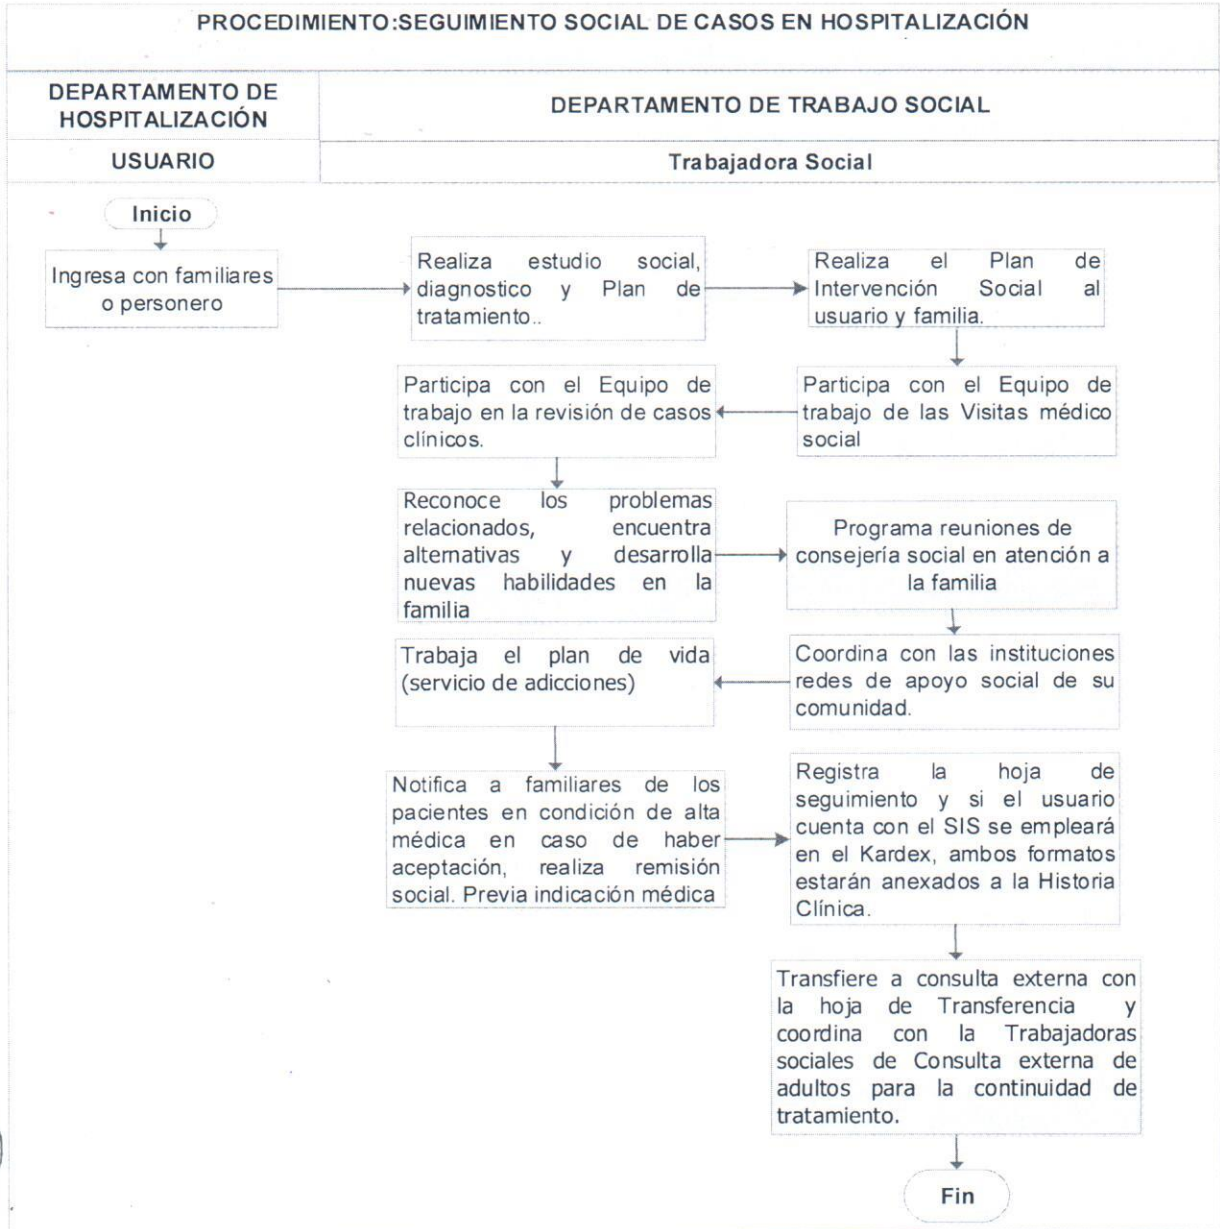 PROCEDIMIENTO:SEGUIMIENTO SOCIAL DE CASOS EN HOSPITALIZACIÓN
DEPARTAMENTO DE
HOSPITALIZACIÓN
DEPARTAMENTO DE TRABAJO SOCIAL
USUARIO
Trabajadora Social
Inicio
Ingresa con familiares
o personero
Realiza estudio social,
diagnostico y Plan de
tratamiento..
Realiza el Plan de
Intervención Social al
usuario y familia.
Participa con el Equipo de
trabajo de las Visitas médico
social
Participa con el Equipo de
trabajo en la revisión de casos
clínicos.
Reconoce los problemas
relacionados, encuentra
alternativas y desarrolla
nuevas habilidades en la
familia
Programa reuniones de
consejería social en atención a
la familia
Coordina con las instituciones
redes de apoyo social de su
comunidad.
Trabaja el plan de vida
(servicio de adicciones)
Notifica a familiares de los
pacientes en condición de alta
médica en caso de haber
aceptación, realiza remisión
social. Previa indicación médica
Registra la hoja de
seguimiento y si el usuario
cuenta con el SIS se empleará
en el Kardex, ambos formatos
estarán anexados a la Historia
Clínica.
Transfiere a consulta externa con
la hoja de Transferencia y
coordina con la Trabajadoras
sociales de Consulta externa de
adultos para la continuidad de
tratamiento.
Fin